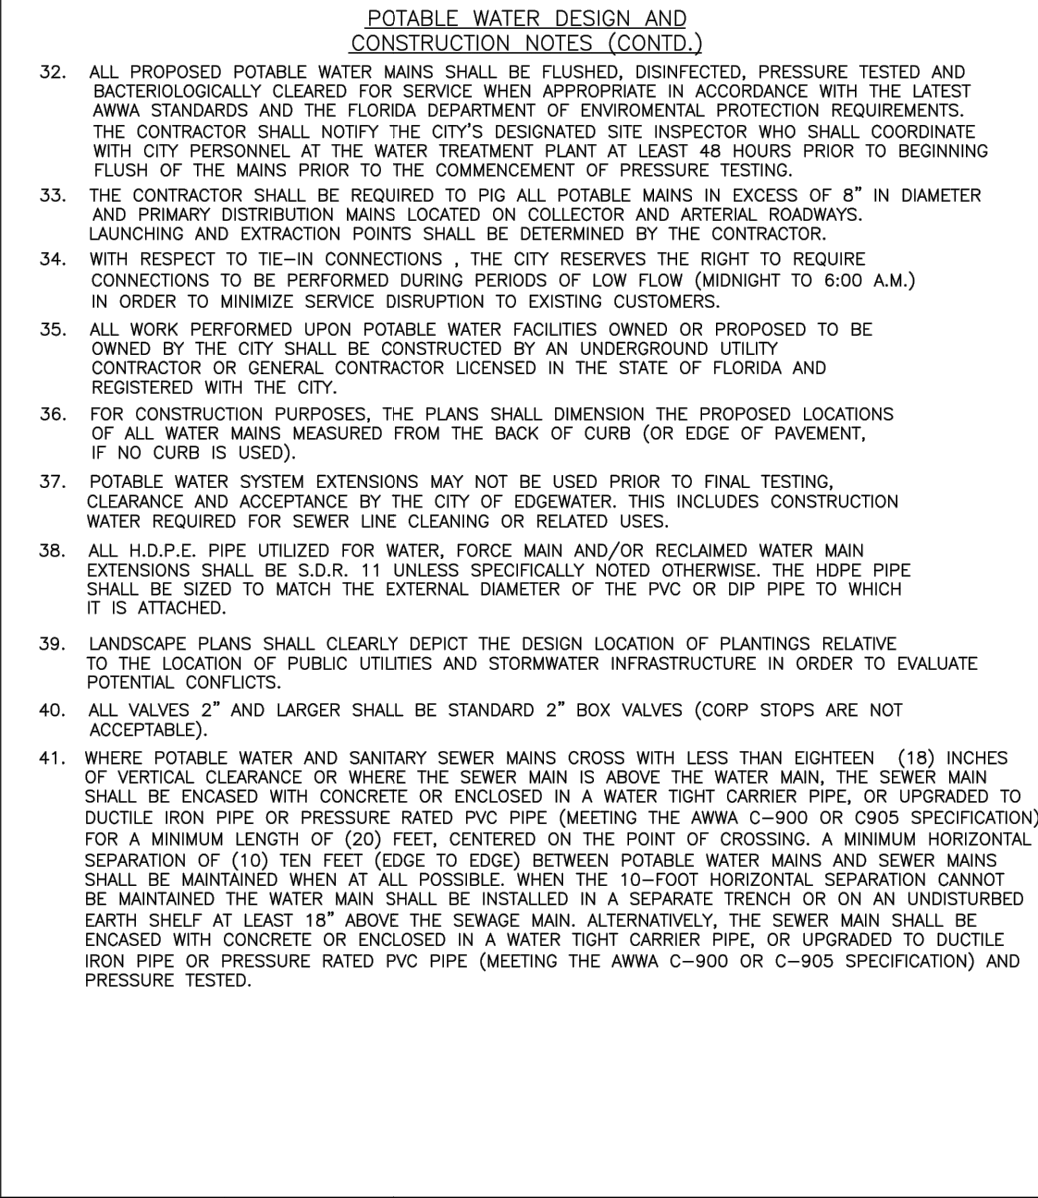 POTABLE WATER DESIGN AND
CONSTRUCTION NOTES (CONTD.)
32. ALL PROPOSED POTABLE WATER MAINS SHALL BE FLUSHED, DISINFECTED, PRESSURE TESTED AND
BACTERIOLOGICALLY CLEARED FOR SERVICE WHEN APPROPRIATE IN ACCORDANCE WITH THE LATEST
AWWA STANDARDS AND THE FLORIDA DEPARTMENT OF ENVIROMENTAL PROTECTION REQUIREMENTS.
THE CONTRACTOR SHALL NOTIFY THE CITY'S DESIGNATED SITE INSPECTOR WHO SHALL COORDINATE
WITH CITY PERSONNEL AT THE WATER TREATMENT PLANT AT LEAST 48 HOURS PRIOR TO BEGINNING
FLUSH OF THE MAINS PRIOR TO THE COMMENCEMENT OF PRESSURE TESTING.
33. THE CONTRACTOR SHALL BE REQUIRED TO PIG ALL POTABLE MAINS IN EXCESS OF 8" IN DIAMETER
AND PRIMARY DISTRIBUTION MAINS LOCATED ON COLLECTOR AND ARTERIAL ROADWAYS.
LAUNCHING AND EXTRACTION POINTS SHALL BE DETERMINED BY THE CONTRACTOR.
34. WITH RESPECT TO TIE-IN CONNECTIONS , THE CITY RESERVES THE RIGHT TO REQUIRE
CONNECTIONS TO BE PERFORMED DURING PERIODS OF LOW FLOW (MIDNIGHT TO 6:00 A.M.)
IN ORDER TO MINIMIZE SERVICE DISRUPTION TO EXISTING CUSTOMERS.
35. ALL WORK PERFORMED UPON POTABLE WATER FACILITIES OWNED OR PROPOSED TO BE
OWNED BY THE CITY SHALL BE CONSTRUCTED BY AN UNDERGROUND UTILITY
CONTRACTOR OR GENERAL CONTRACTOR LICENSED IN THE STATE OF FLORIDA AND
REGISTERED WITH THE CITY.
36. FOR CONSTRUCTION PURPOSES, THE PLANS SHALL DIMENSION THE PROPOSED LOCATIONS
OF ALL WATER MAINS MEASURED FROM THE BACK OF CURB (OR EDGE OF PAVEMENT,
IF NO CURB IS USED).
37. POTABLE WATER SYSTEM EXTENSIONS MAY NOT BE USED PRIOR TO FINAL TESTING,
CLEARANCE AND ACCEPTANCE BY THE CITY OF EDGEWATER. THIS INCLUDES CONSTRUCTION
WATER REQUIRED FOR SEWER LINE CLEANING OR RELATED USES.
38. ALL H.D.P.E. PIPE UTILIZED FOR WATER, FORCE MAIN AND/OR RECLAIMED WATER MAIN
EXTENSIONS SHALL BE S.D.R. 11 UNLESS SPECIFICALLY NOTED OTHERWISE. THE HDPE PIPE
SHALL BE SIZED TO MATCH THE EXTERNAL DIAMETER OF THE PVC OR DIP PIPE TO WHICH
IT IS ATTACHED.
39. LANDSCAPE PLANS SHALL CLEARLY DEPICT THE DESIGN LOCATION OF PLANTINGS RELATIVE
TO THE LOCATION OF PUBLIC UTILITIES AND STORMWATER INFRASTRUCTURE IN ORDER TO EVALUATE
POTENTIAL CONFLICTS.
40. ALL VALVES 2" AND LARGER SHALL BE STANDARD 2" BOX VALVES (CORP STOPS ARE NOT
ACCEPTABLE).
41. WHERE POTABLE WATER AND SANITARY SEWER MAINS CROSS WITH LESS THAN EIGHTEEN (18) INCHES
OF VERTICAL CLEARANCE OR WHERE THE SEWER MAIN IS ABOVE THE WATER MAIN, THE SEWER MAIN
SHALL BE ENCASED WITH CONCRETE OR ENCLOSED IN A WATER TIGHT CARRIER PIPE, OR UPGRADED TO
DUCTILE IRON PIPE OR PRESSURE RATED PVC PIPE (MEETING THE AWWA C-900 OR C905 SPECIFICATION)
FOR A MINIMUM LENGTH OF (20) FEET, CENTERED ON THE POINT OF CROSSING. A MINIMUM HORIZONTAL
SEPARATION OF (10) TEN FEET (EDGE TO EDGE) BETWEEN POTABLE WATER MAINS AND SEWER MAINS
SHALL BE MAINTAINED WHEN AT ALL POSSIBLE. WHEN THE 10-FOOT HORIZONTAL SEPARATION CANNOT
BE MAINTAINED THE WATER MAIN SHALL BE INSTALLED IN A SEPARATE TRENCH OR ON AN UNDISTURBED
EARTH SHELF AT LEAST 18" ABOVE THE SEWAGE MAIN. ALTERNATIVELY, THE SEWER MAIN SHALL BE
ENCASED WITH CONCRETE OR ENCLOSED IN A WATER TIGHT CARRIER PIPE, OR UPGRADED TO DUCTILE
IRON PIPE OR PRESSURE RATED PVC PIPE (MEETING THE AWWA C-900 OR C-905 SPECIFICATION) AND
PRESSURE TESTED.